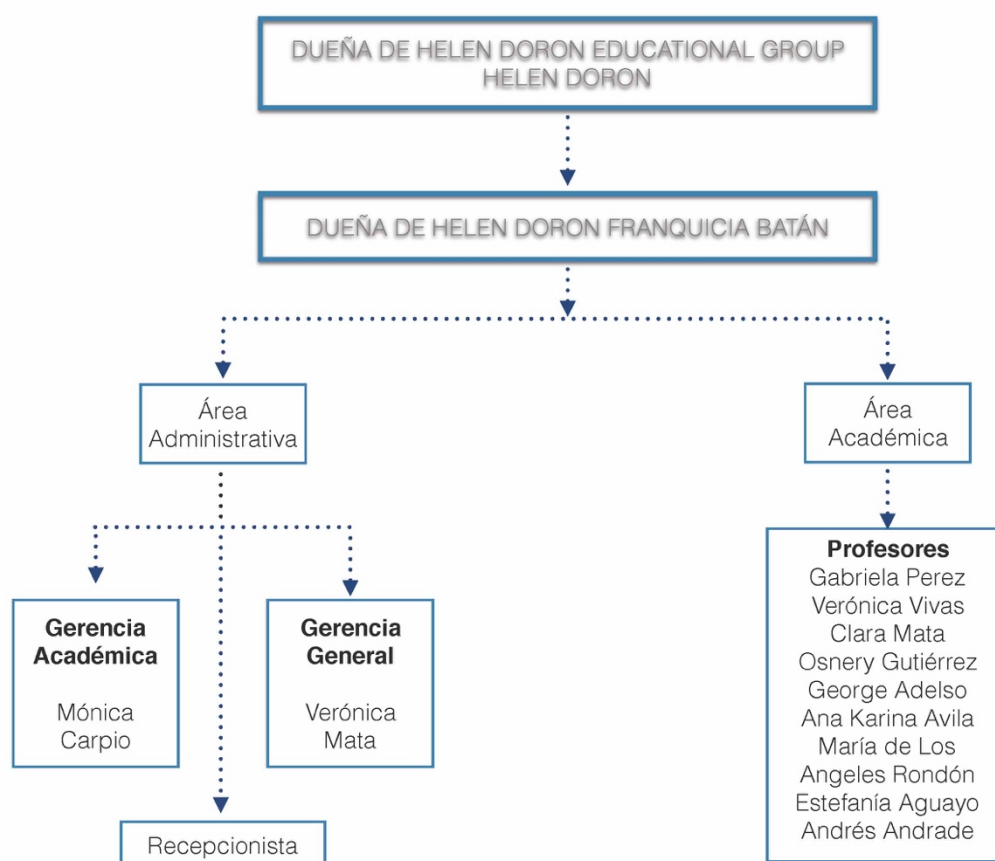 DUEÑA DE HELEN DORON EDUCATIONAL GROUP
HELEN DORON
DUEÑA DE HELEN DORON FRANQUICIA BATÁN
Área
Administrativa
Área
Académica
Gerencia
Académica
Mónica
Carpio
Gerencia
General
Verónica
Mata
Recepcionista
Profesores
Gabriela Perez
Verónica Vivas
Clara Mata
Osnery Gutiérrez
George Adelso
Ana Karina Avila
María de Los
Angeles Rondón
Estefanía Aguayo
Andrés Andrade